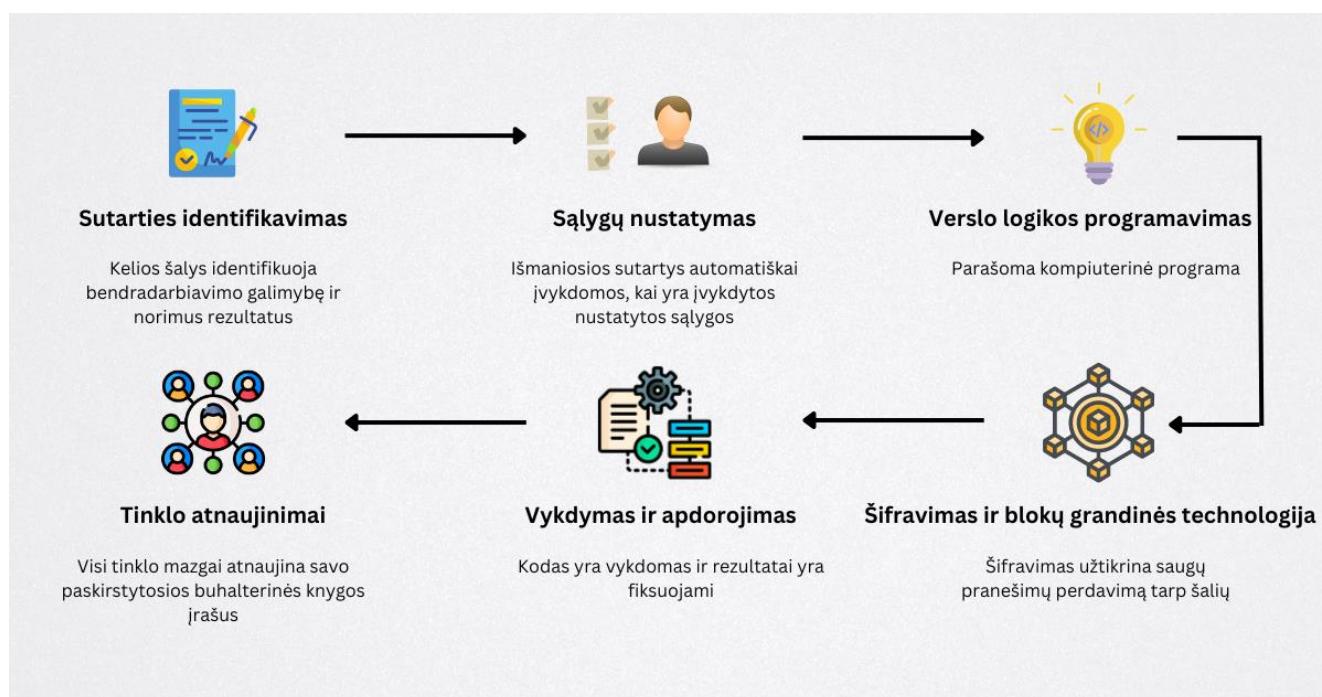 Sutarties identifikavimas
Kelios šalys identifikuoja
bendradarbiavimo galimybę ir
norimus rezultatus
Sąlygų nustatymas
Išmaniosios sutartys automatiškai
įvykdomos, kai yra įvykdytos
nustatytos sąlygos
Verslo logikos programavimas
Parašoma kompiuterinė programa
Šifravimas ir blokų grandinės technologija
Šifravimas užtikrina saugų
pranešimų perdavimą tarp šalių
Vykdymas ir apdorojimas
Kodas yra vykdomas ir rezultatai yra
fiksuojami
Tinklo atnaujinimai
Visi tinklo mazgai atnaujina savo
paskirstytosios buhalterinės knygos
įrašus